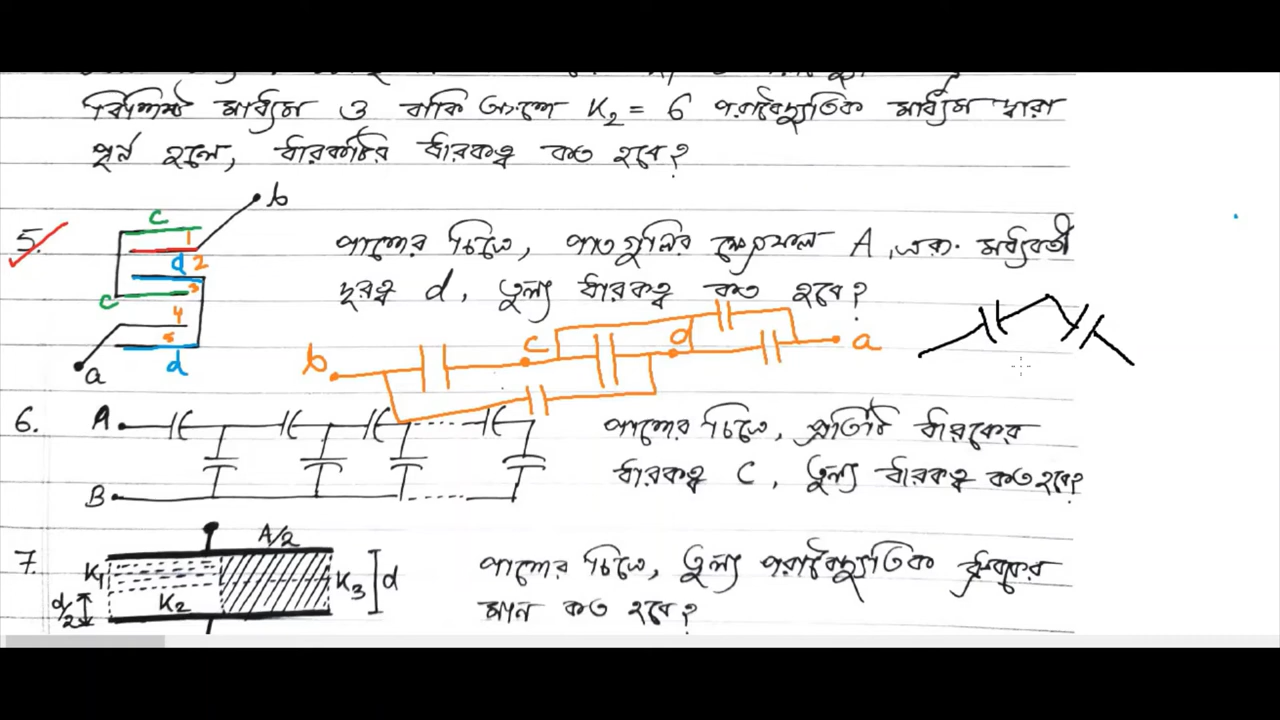 বিশিষ্ট মাধ্যম ও বাকি অংশে K₂ = 6 পরাবৈদ্যুতিক মাধ্যম দ্বারা
পূর্ন হলে, ধারকটির ধারকত্ব কত হবে?
5.
b
c
1
d 2
3
c
4
5
d
a
পাশের চিত্রে, পাতগুলির ক্ষেত্রফল A, এবং মধ্যবর্তী
দূরত্ব d, তুল্য ধারকত্ব কত হবে?
b
c
d
a
6.
A
B
পাশের চিত্রে, প্রতিটি ধারকের
ধারকত্ব C, তুল্য ধারকত্ব কত হবে?
7.
A/2
K₁
K₂
K₃
d
d/2
পাশের চিত্রে, তুল্য পরাবৈদ্যুতিক ধ্রুবকের
মান কত হবে?